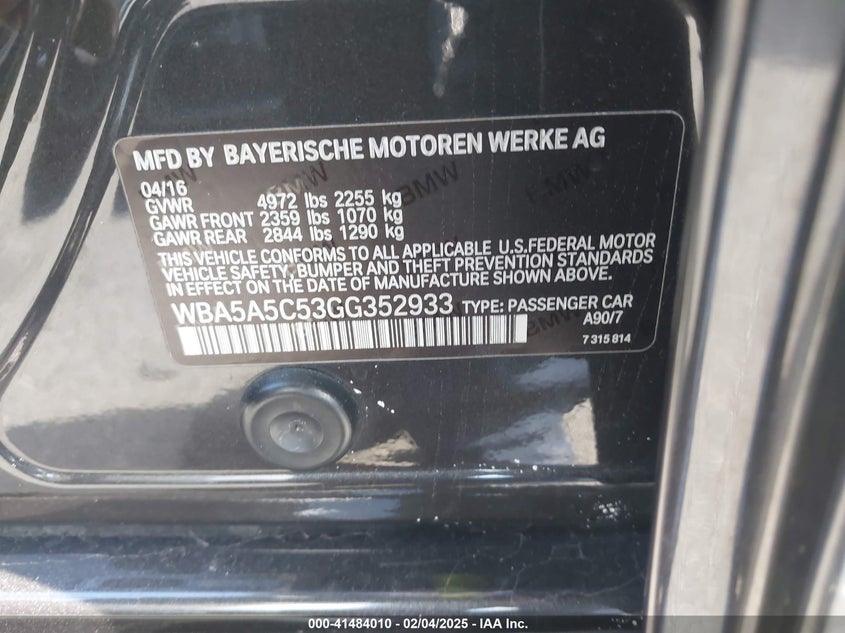 MFD BY BAYERISCHE MOTOREN WERKE AG
04/16
GVWR 4972 lbs 2255 kg
GAWR FRONT 2359 lbs 1070 kg
GAWR REAR 2844 lbs 1290 kg
THIS VEHICLE CONFORMS TO ALL APPLICABLE U.S.FEDERAL MOTOR
VEHICLE SAFETY, BUMPER AND THEFT PREVENTION STANDARDS
IN EFFECT ON THE DATE OF MANUFACTURE SHOWN ABOVE.
WBA5A5C53GG352933 TYPE: PASSENGER CAR
A90/7
7 315 814
000-41484010 - 02/04/2025 - IAA Inc.